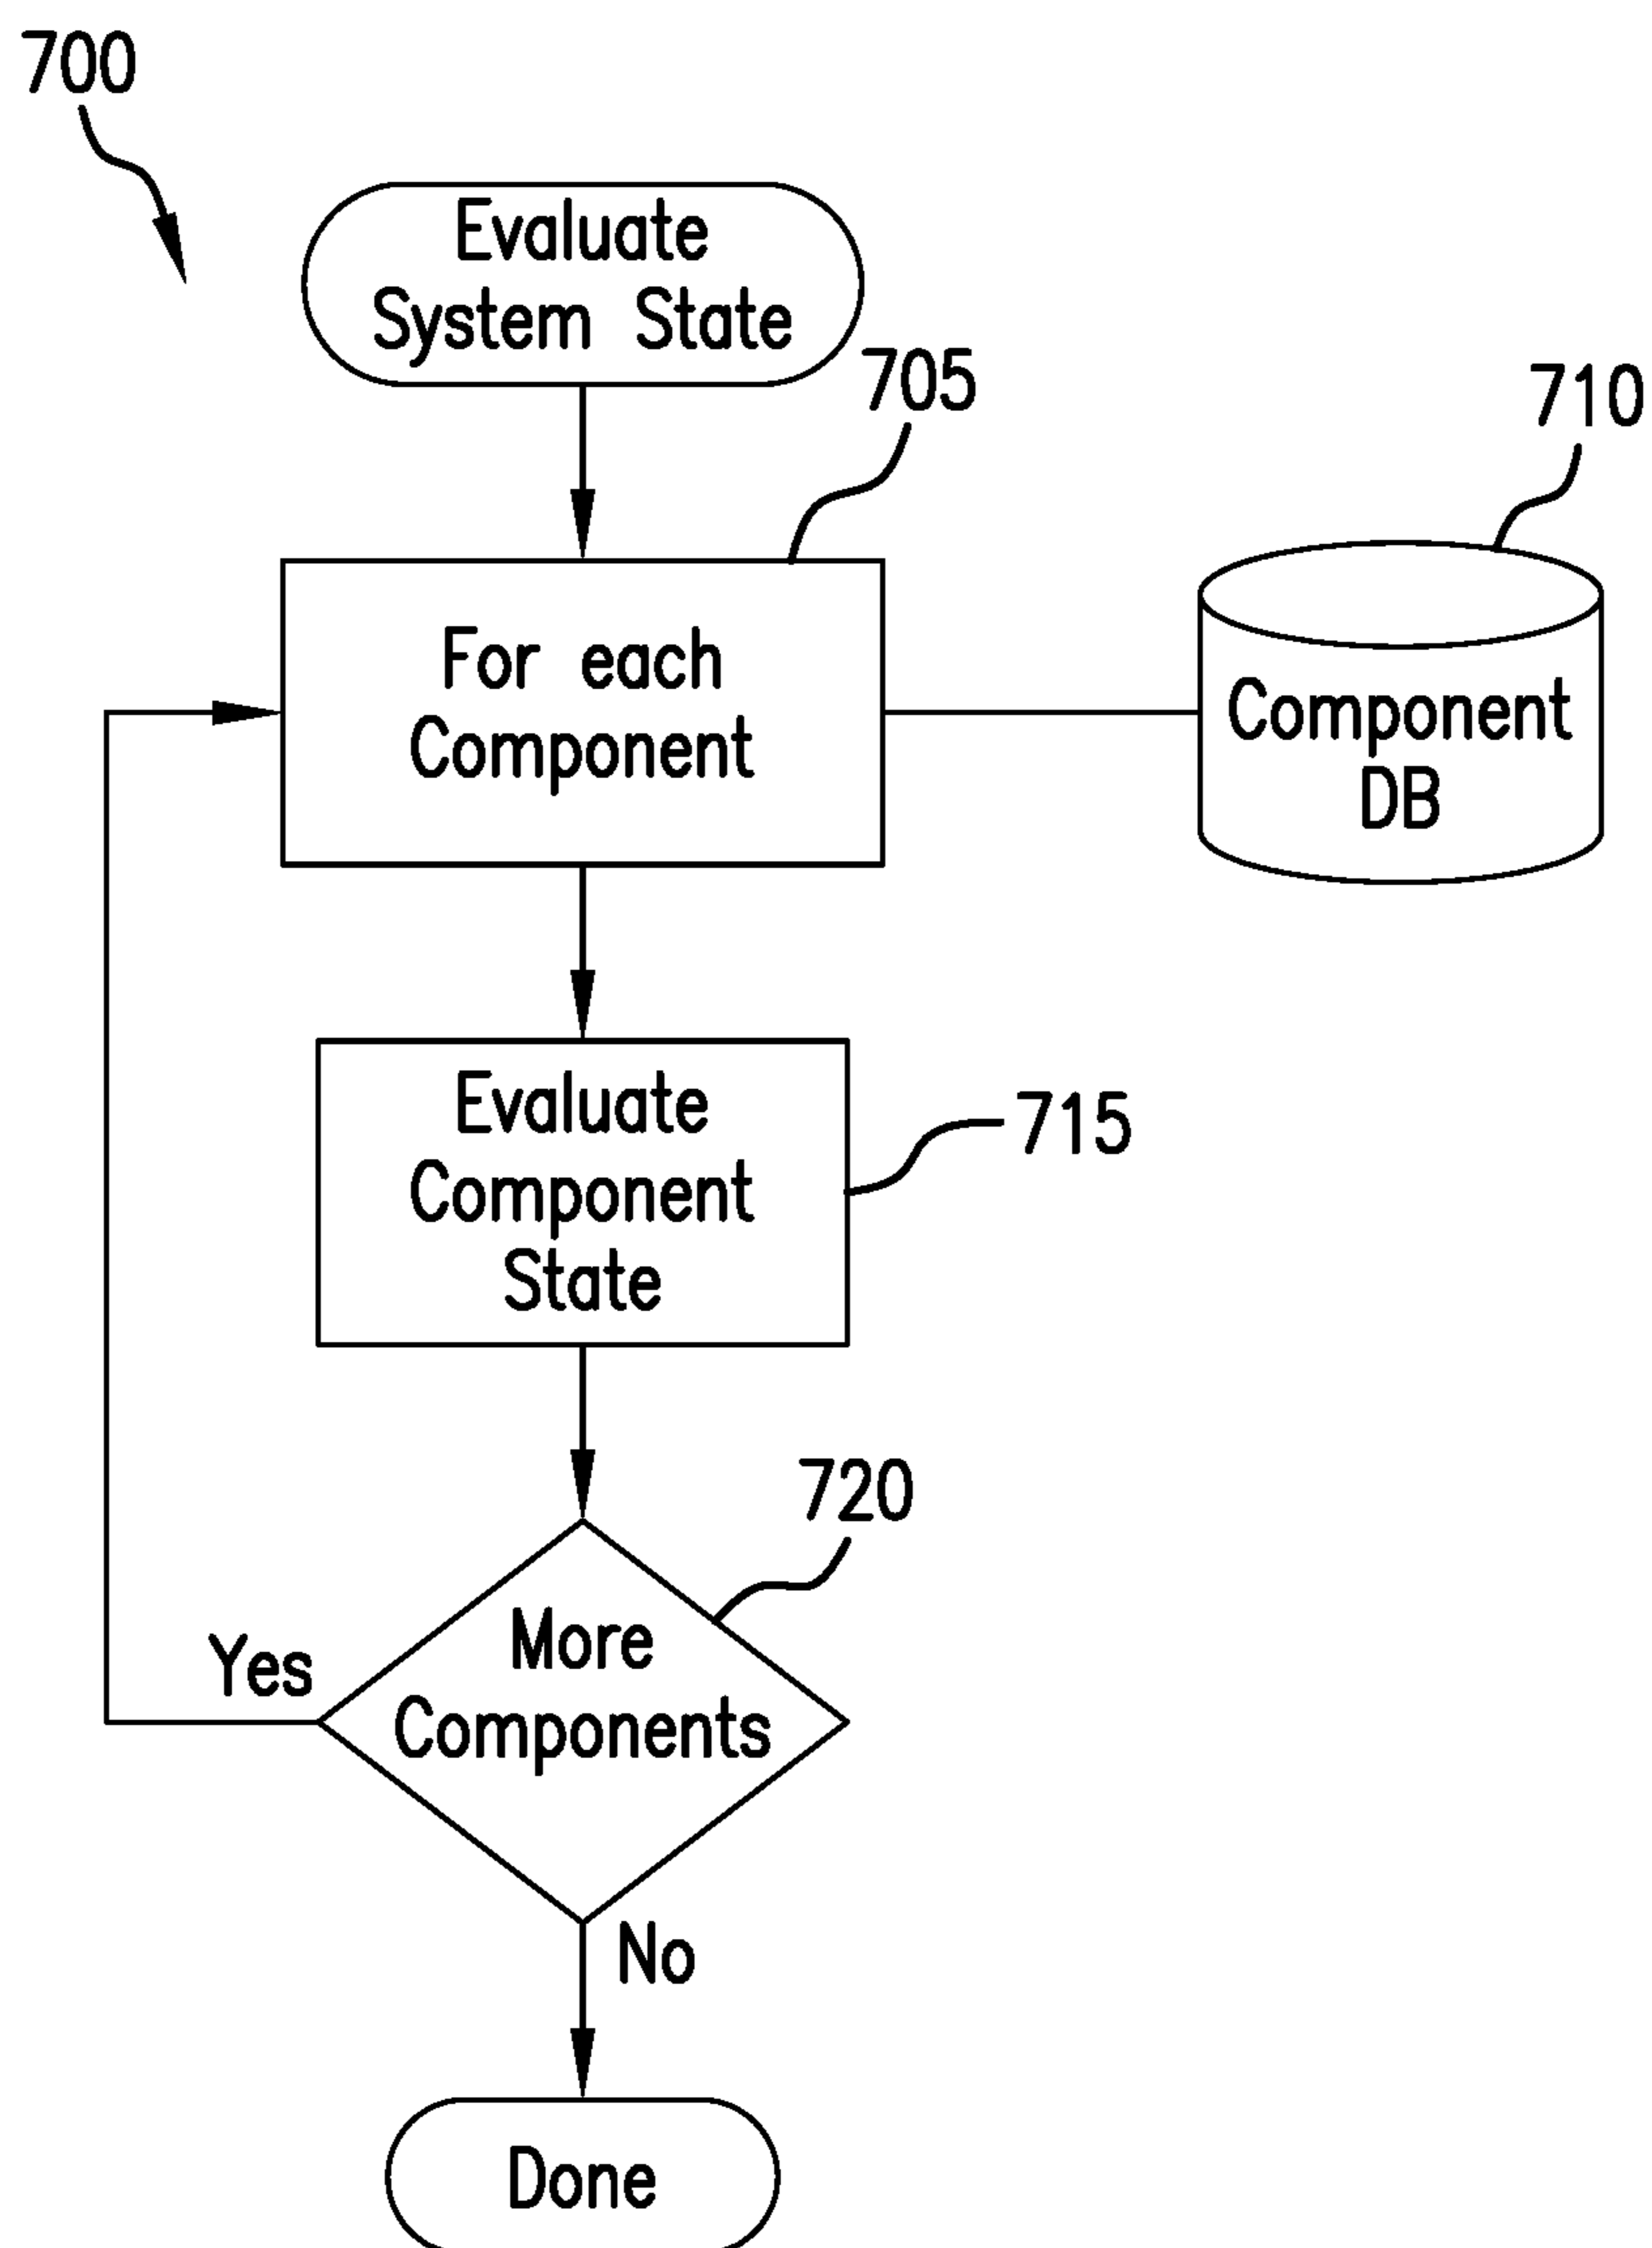 700
Evaluate
System State
705
710
For each
Component
Component
DB
Evaluate
Component
State
715
720
More
Components
Yes
No
Done